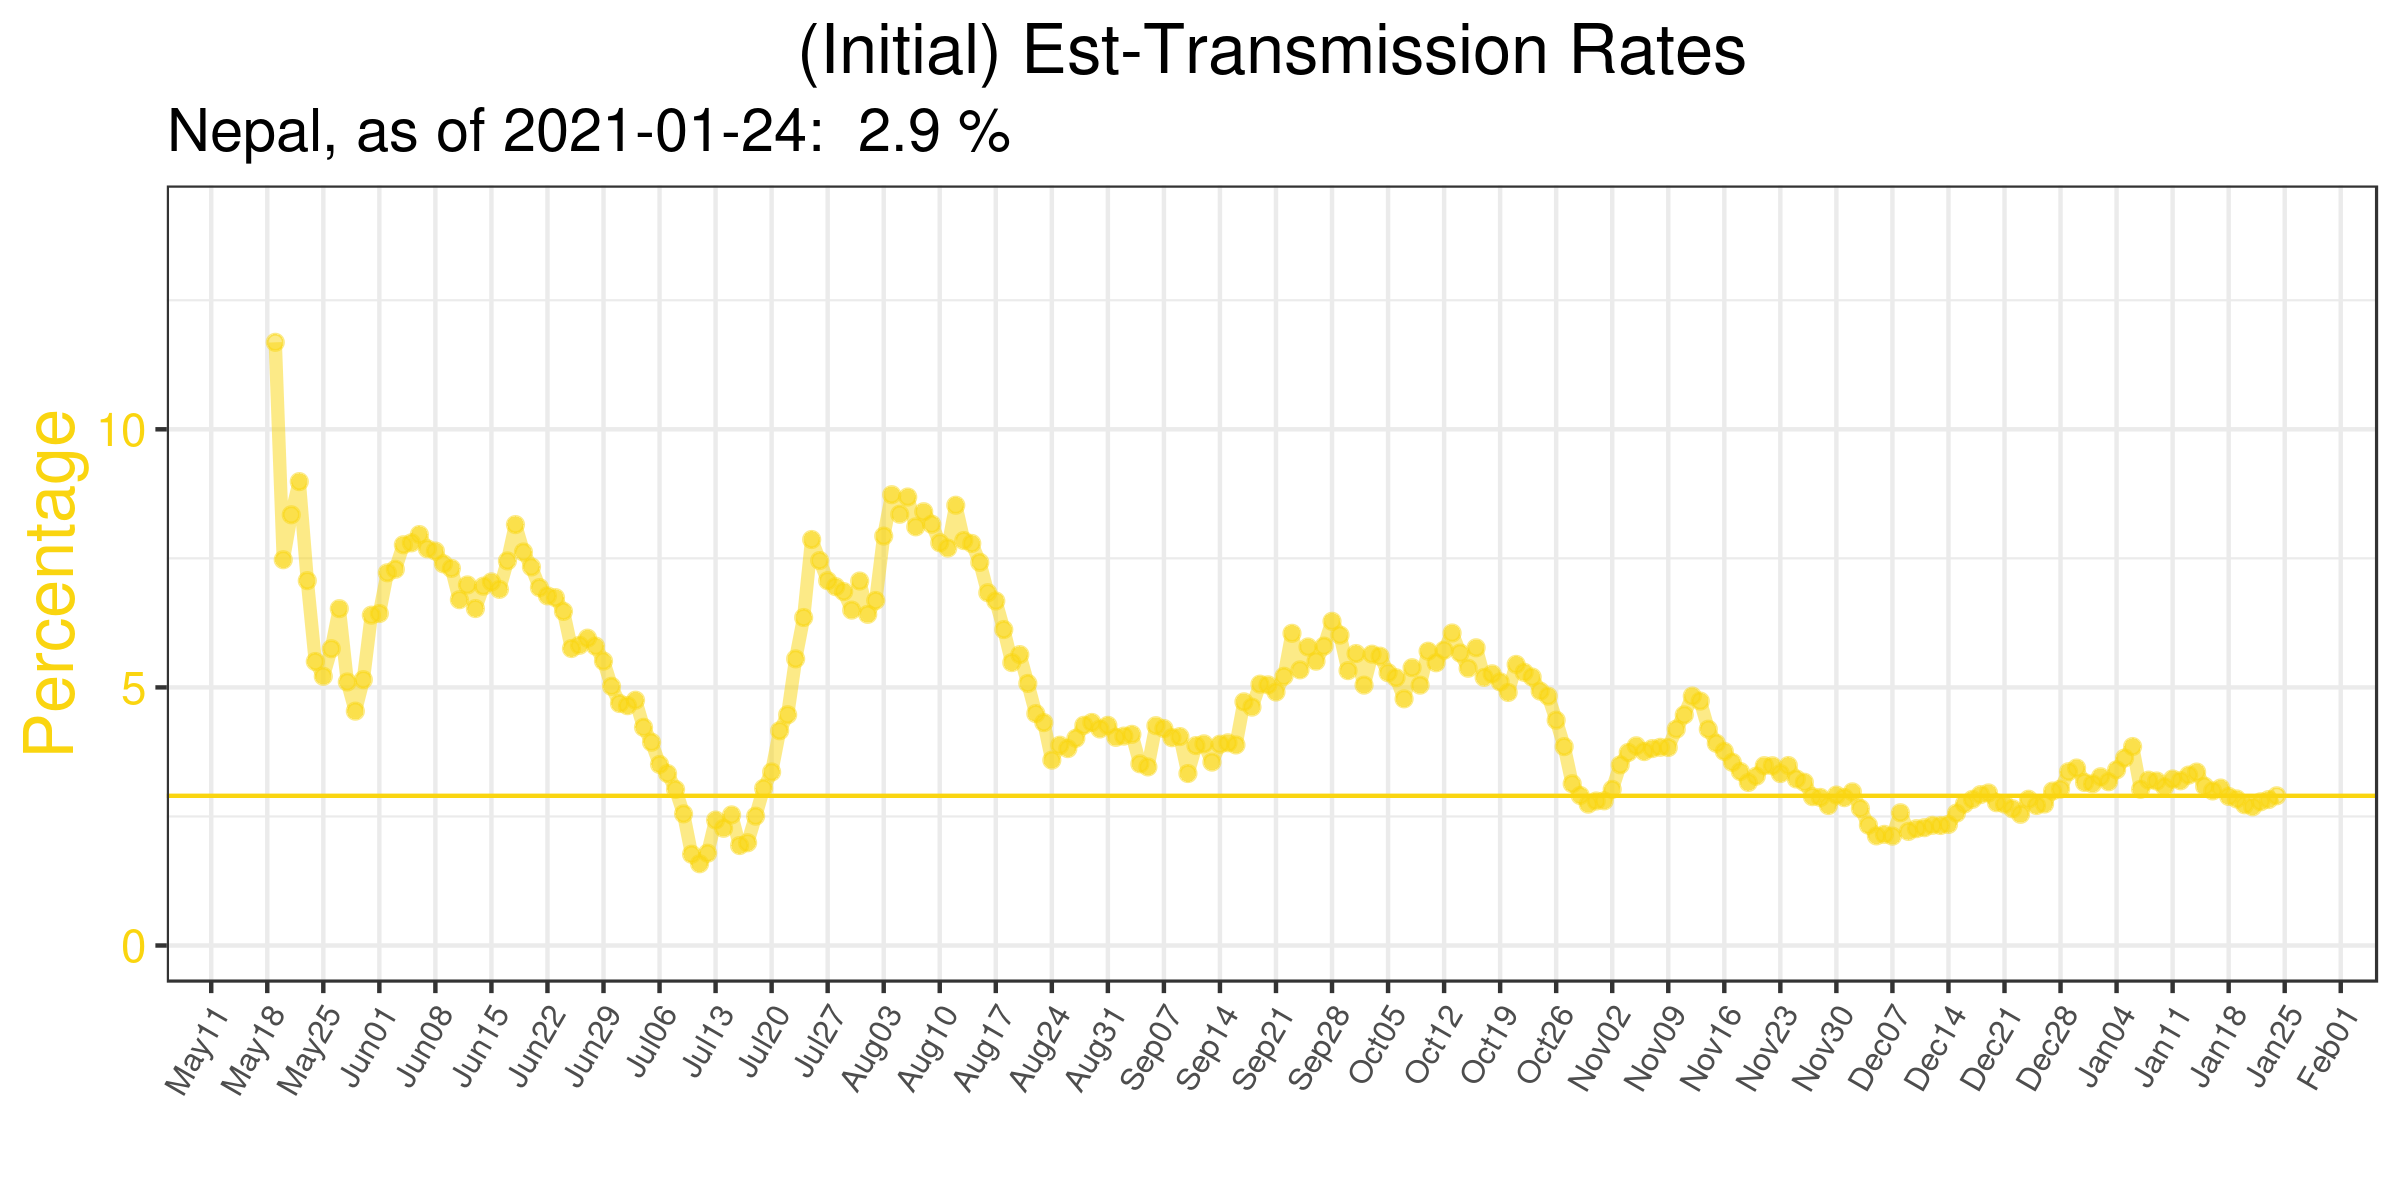 (Initial) Est-Transmission Rates
Nepal, as of 2021-01-24:  2.9 %
Percentage
10
5
0
May11
May18
May25
Jun01
Jun08
Jun15
Jun22
Jun29
Jul06
Jul13
Jul20
Jul27
Aug03
Aug10
Aug17
Aug24
Aug31
Sep07
Sep14
Sep21
Sep28
Oct05
Oct12
Oct19
Oct26
Nov02
Nov09
Nov16
Nov23
Nov30
Dec07
Dec14
Dec21
Dec28
Jan04
Jan11
Jan18
Jan25
Feb01